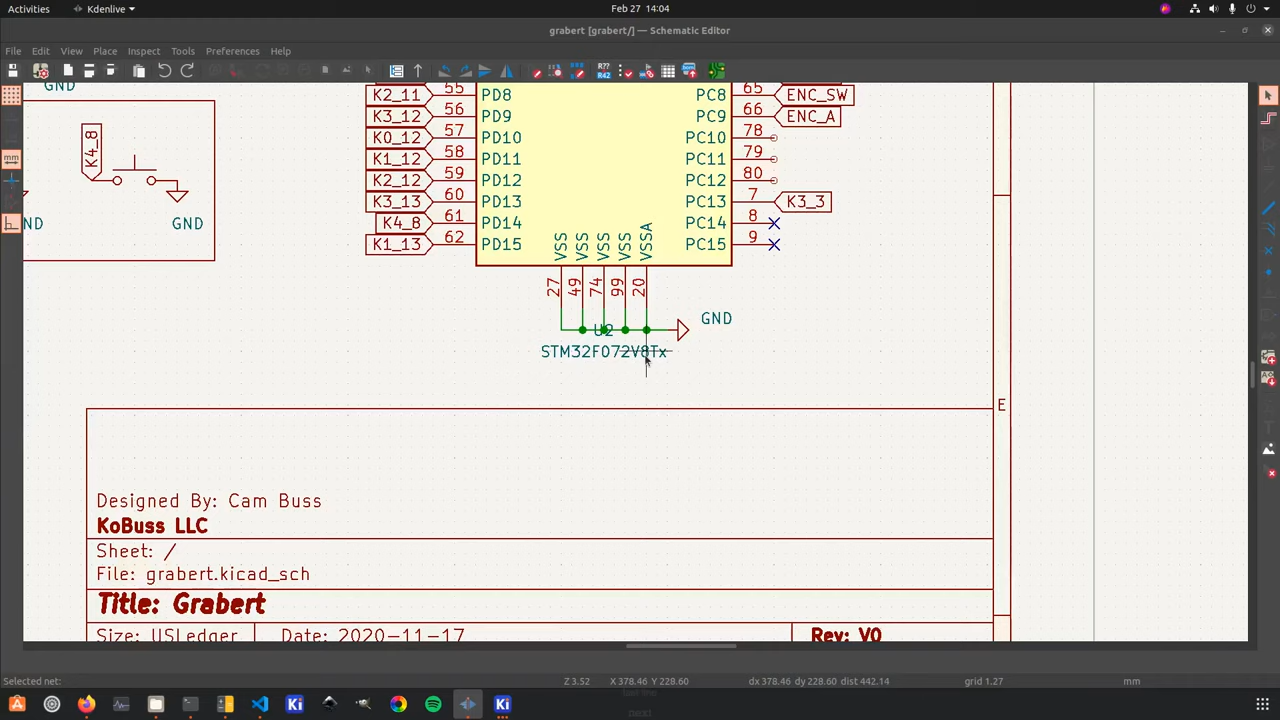 Activities
Kdenlive
Feb 27 14:04
grabert [grabert/] — Schematic Editor
File Edit View Place Inspect Tools Preferences Help
R??
R42
GND
K4_8
ND
GND
K2_11 55 PD8
K3_12 56 PD9
K0_12 57 PD10
K1_12 58 PD11
K2_12 59 PD12
K3_13 60 PD13
K4_8 61 PD14
K1_13 62 PD15
PC8 65 ENC_SW
PC9 66 ENC_A
PC10 78
PC11 79
PC12 80
PC13 7 K3_3
PC14 8
PC15 9
VSS VSS VSS VSS VSSA
27 49 74 99 20
GND
U2
STM32F072V8Tx
E
Designed By: Cam Buss
KoBuss LLC
Sheet: /
File: grabert.kicad_sch
Title: Grabert
Size: USLedger Date: 2020-11-17 Rev: V0
mm
Selected net: Z 3.52 X 378.46 Y 228.60 dx 378.46 dy 228.60 dist 442.14 grid 1.27 mm
Ki
Ki
next